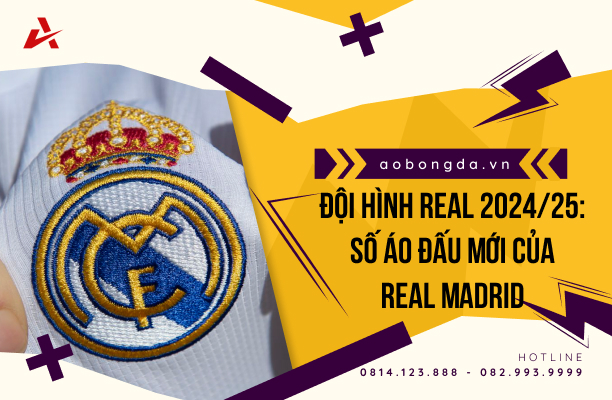 aobongda.vn
ĐỘI HÌNH REAL 2024/25:
SỐ ÁO ĐẤU MỚI CỦA
REAL MADRID
HOTLINE
0814.123.888 - 082.993.9999